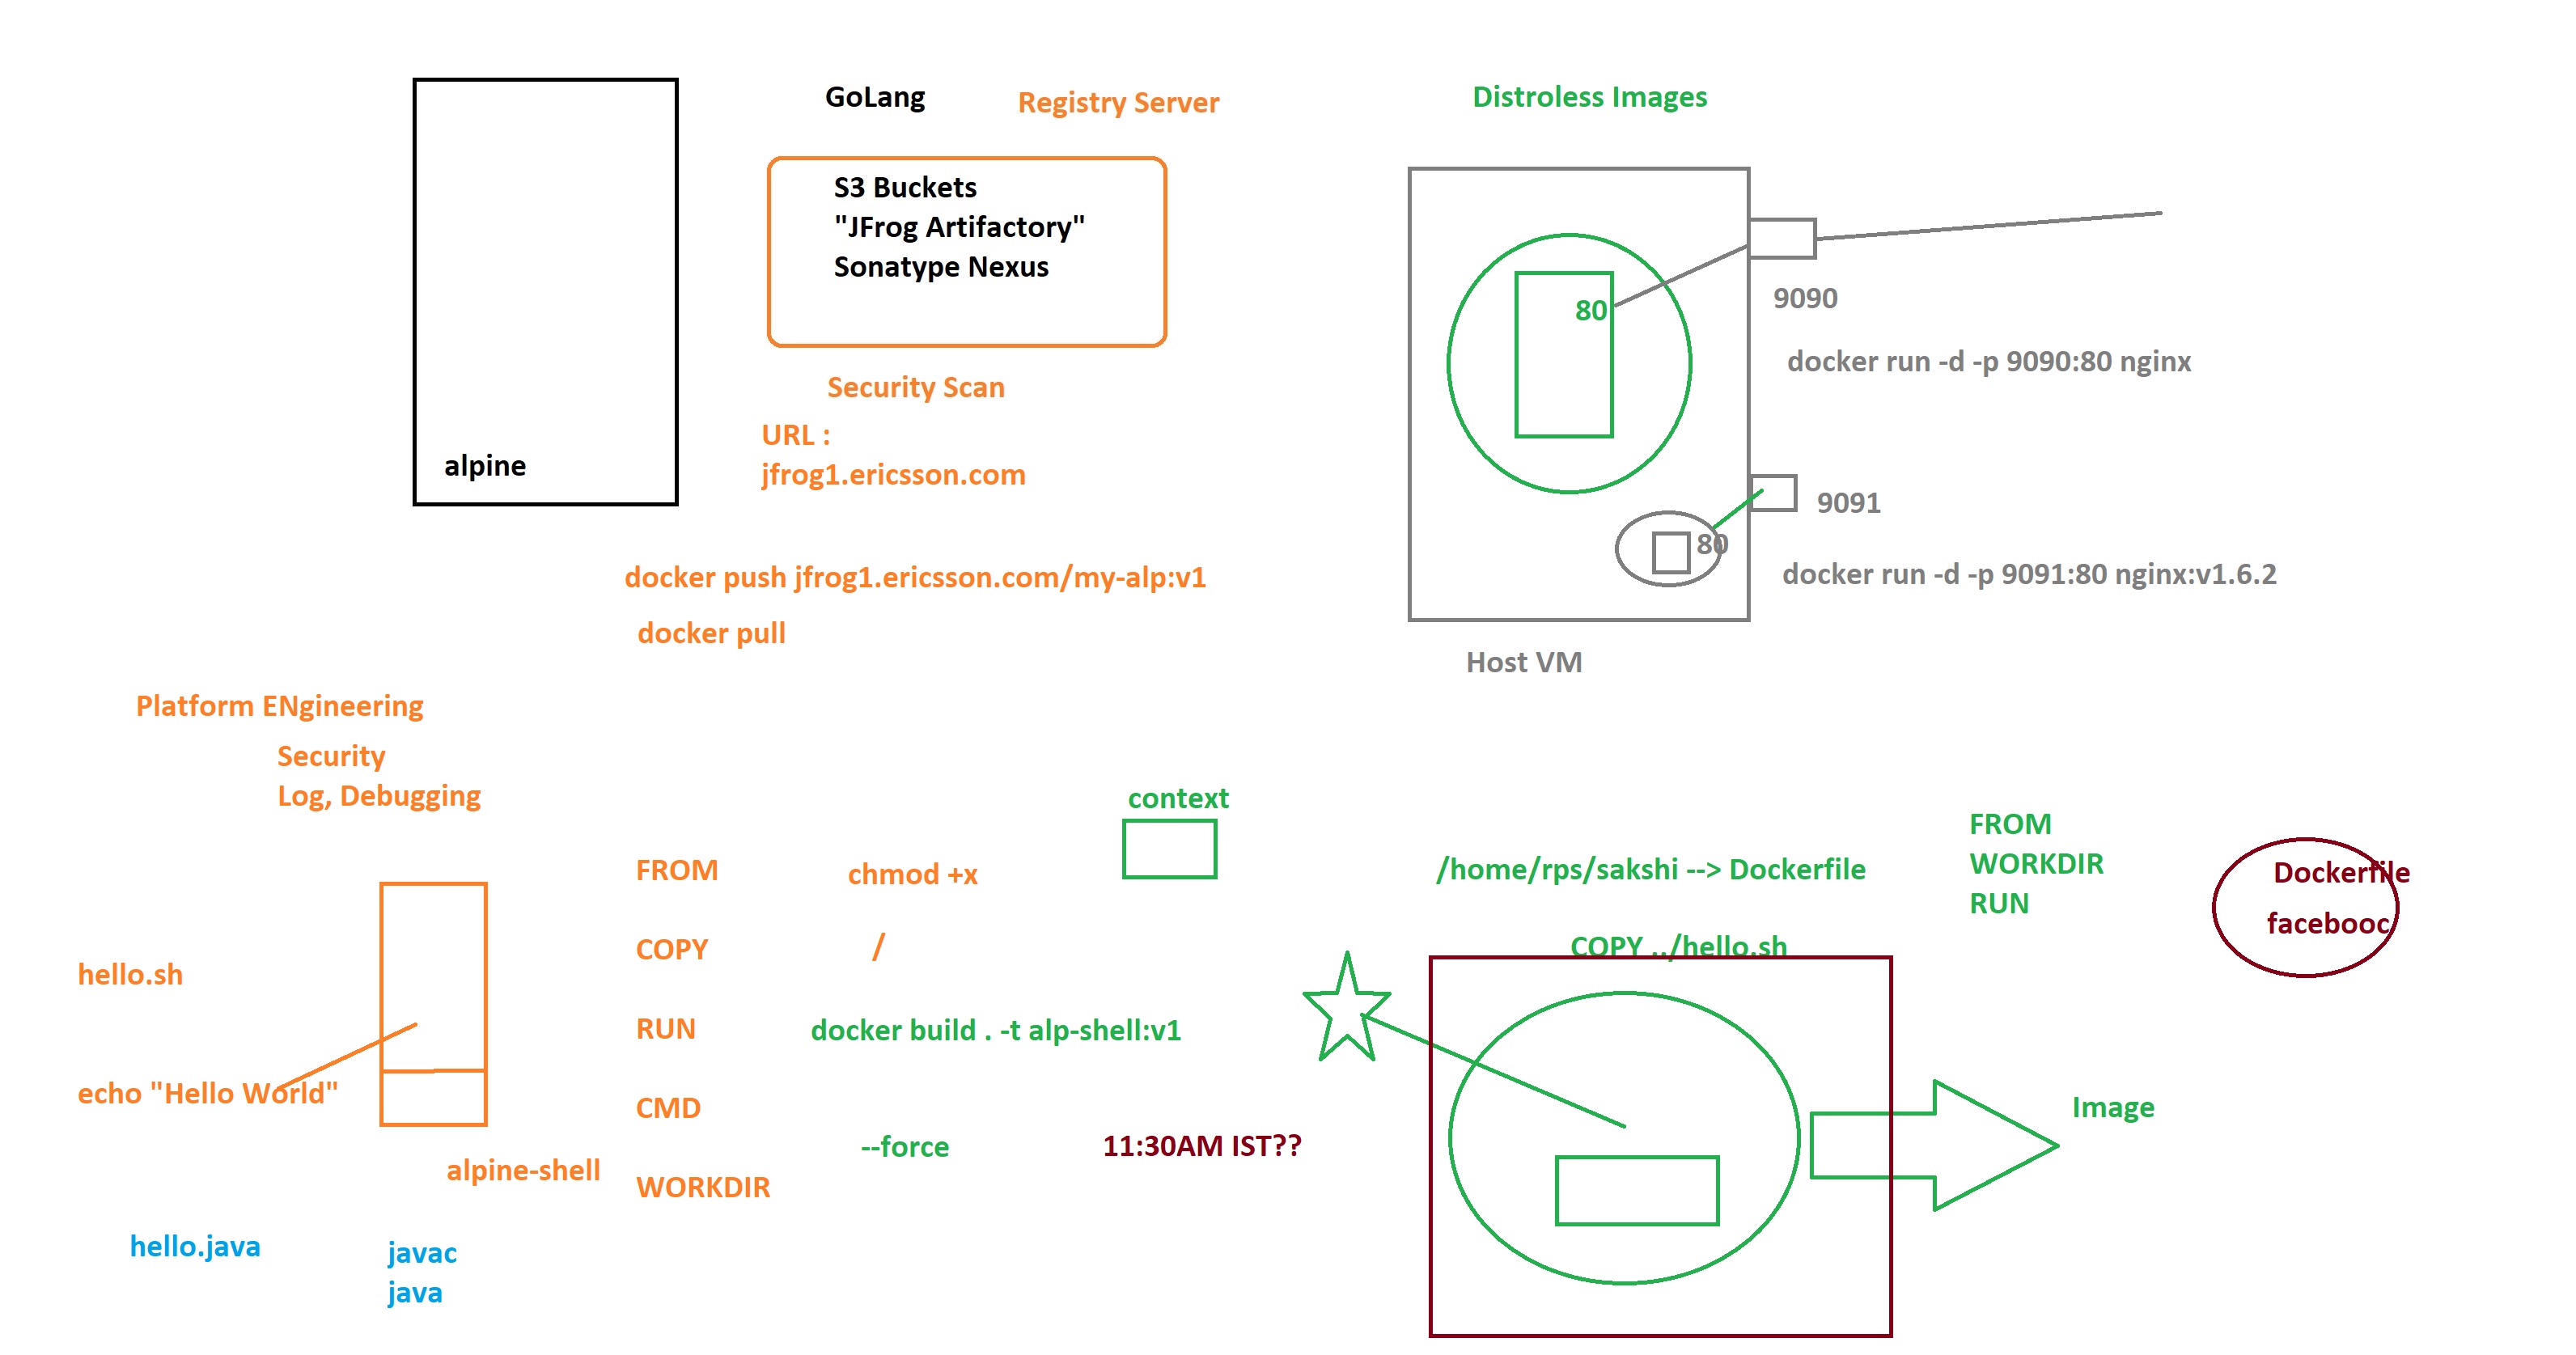 GoLang
Registry Server
Distroless Images
S3 Buckets
"JFrog Artifactory"
Sonatype Nexus
80
9090
docker run -d -p 9090:80 nginx
Security Scan
URL :
jfrog1.ericsson.com
alpine
9091
80
docker run -d -p 9091:80 nginx:v1.6.2
docker push jfrog1.ericsson.com/my-alp:v1
docker pull
Host VM
Platform ENgineering
Security
Log, Debugging
context
FROM
chmod +x
/home/rps/sakshi --> Dockerfile
FROM
WORKDIR
RUN
Dockerfile
facebooc
COPY
/
COPY ../hello.sh
hello.sh
RUN
docker build . -t alp-shell:v1
echo "Hello World"
CMD
Image
--force
11:30AM IST??
alpine-shell
WORKDIR
hello.java
javac
java